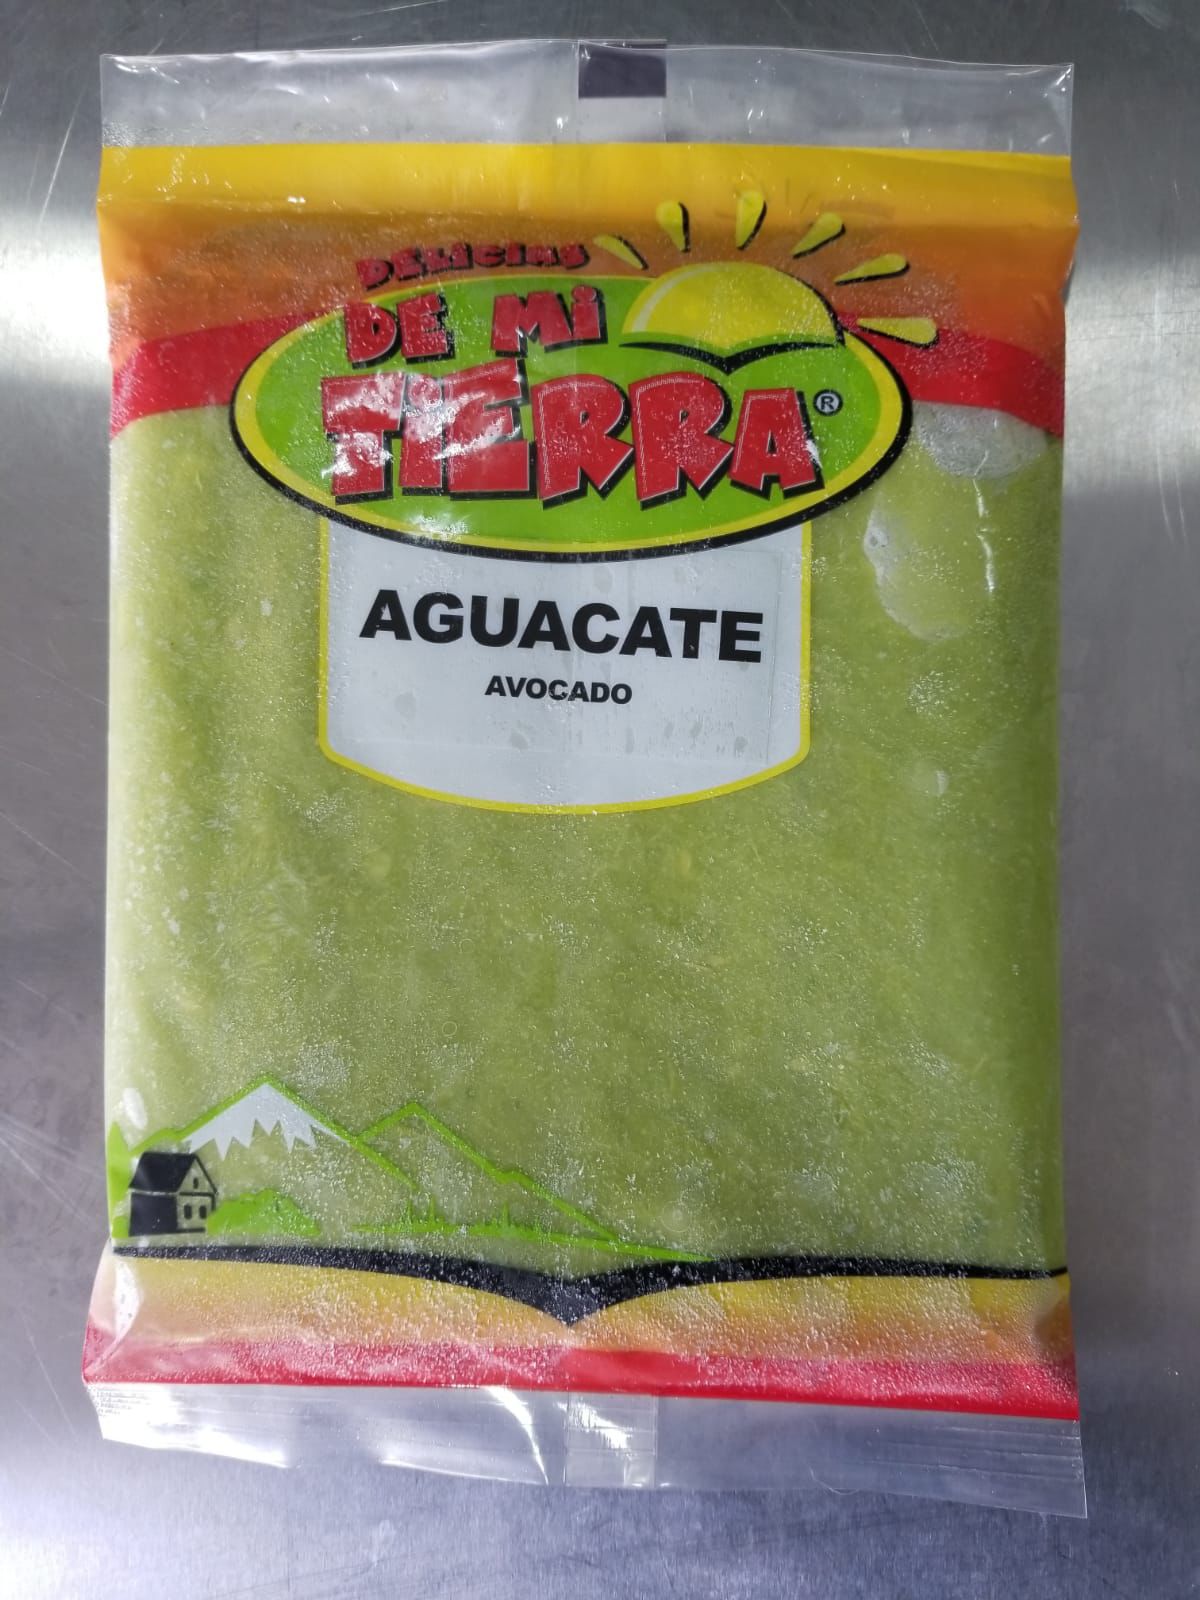 DELICIAS
DE MI
TIERRA®
AGUACATE
AVOCADO